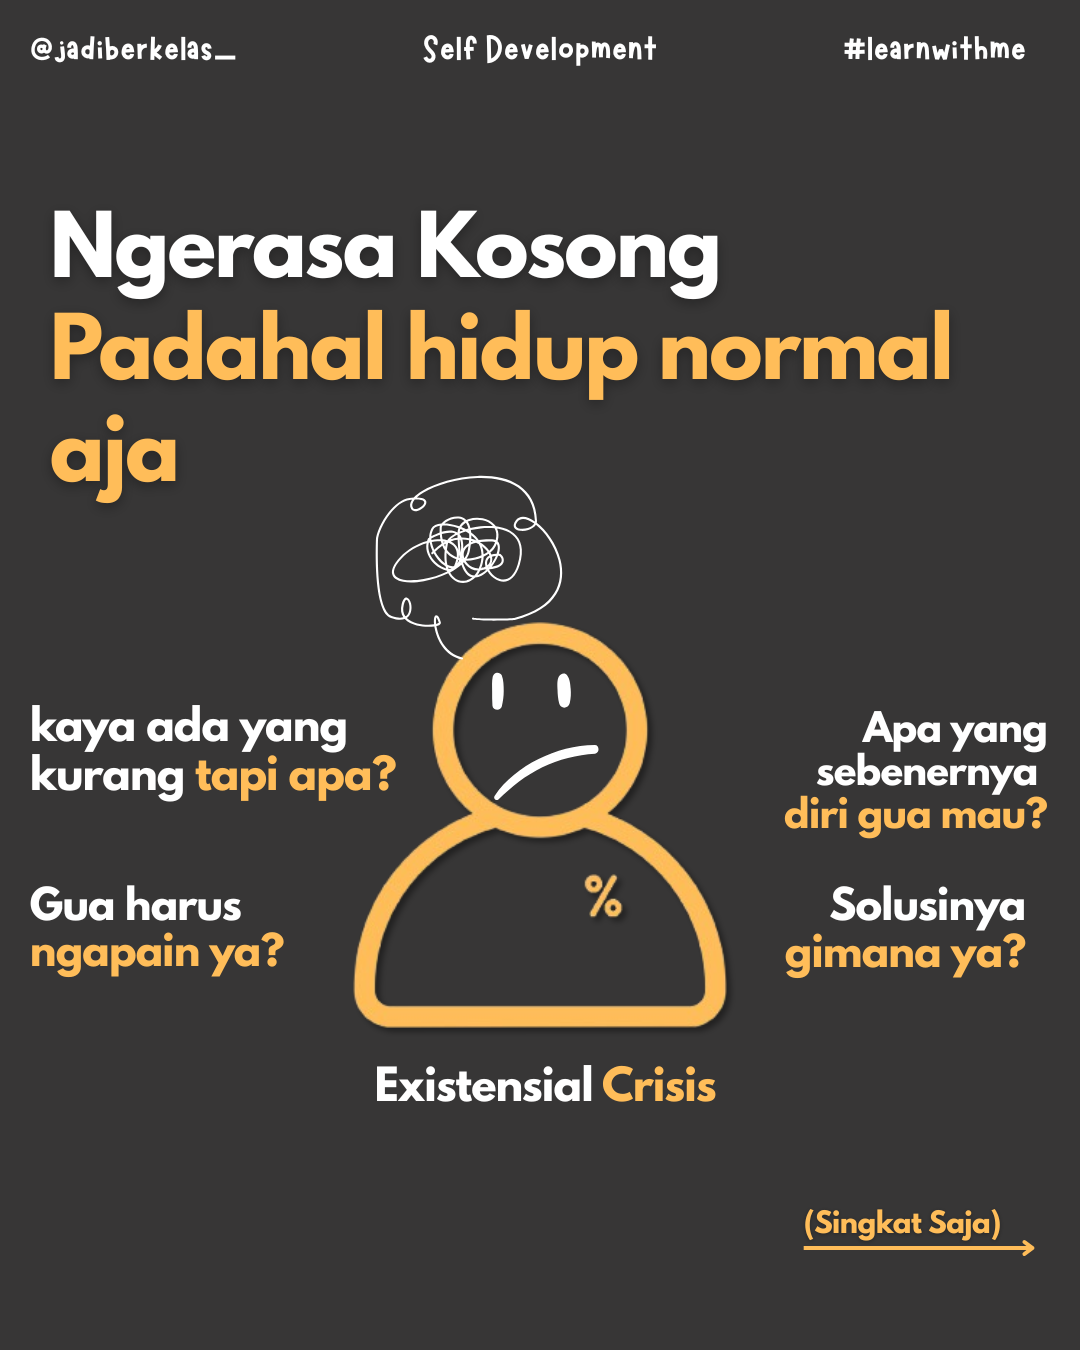 @jadiberkelas_
Self Development
#learnwithme
Ngerasa Kosong
Padahal hidup normal
aja
kaya ada yang
kurang tapi apa?
Apa yang
sebenernya
diri gua mau?
Gua harus
ngapain ya?
Solusinya
gimana ya?
%
Existensial Crisis
(Singkat Saja)